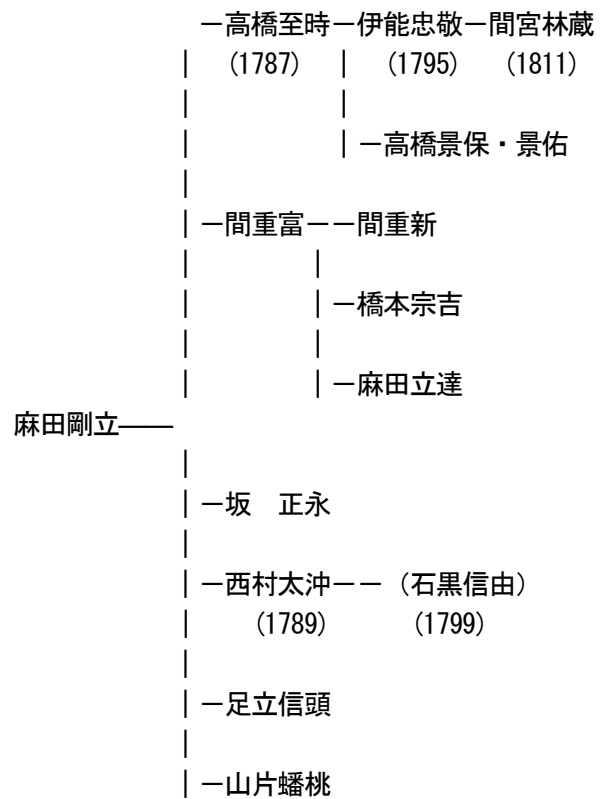 －高橋至時－伊能忠敬－間宮林蔵
｜ (1787) ｜ (1795) (1811)
｜ ｜
｜ ｜－高橋景保・景佑
｜
｜－間重富－－間重新
｜ ｜
｜ ｜－橋本宗吉
｜ ｜
｜ ｜－麻田立達
麻田剛立――
｜
｜－坂　正永
｜
｜－西村太沖－－（石黒信由）
｜ (1789) (1799)
｜
｜－足立信頭
｜
｜－山片蟠桃